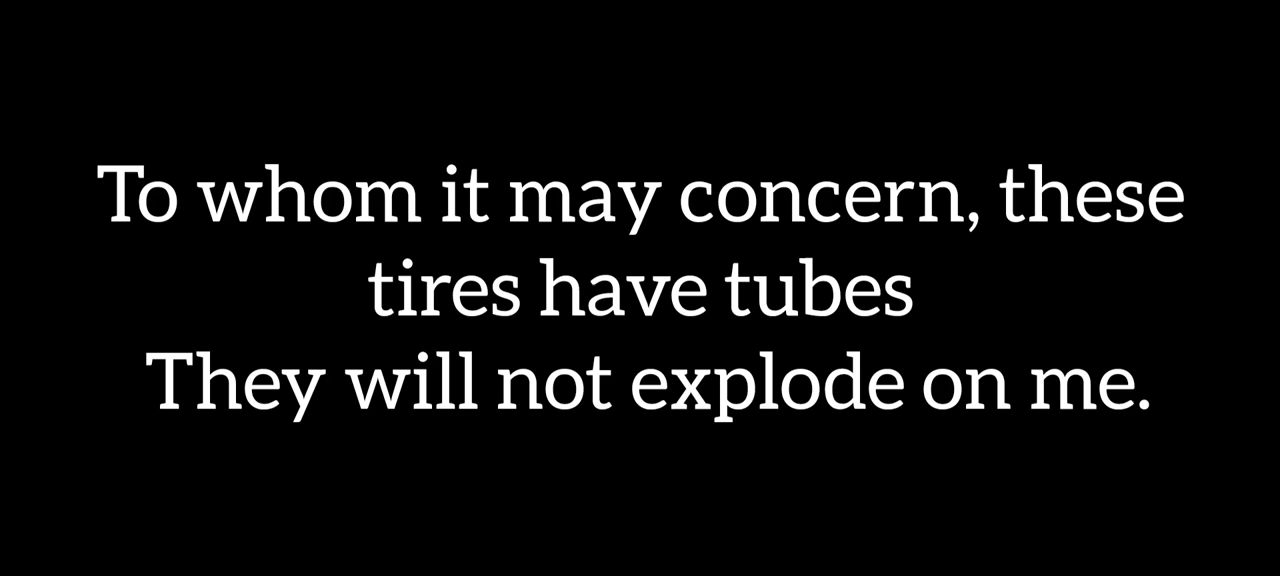 To whom it may concern, these
tires have tubes
They will not explode on me.